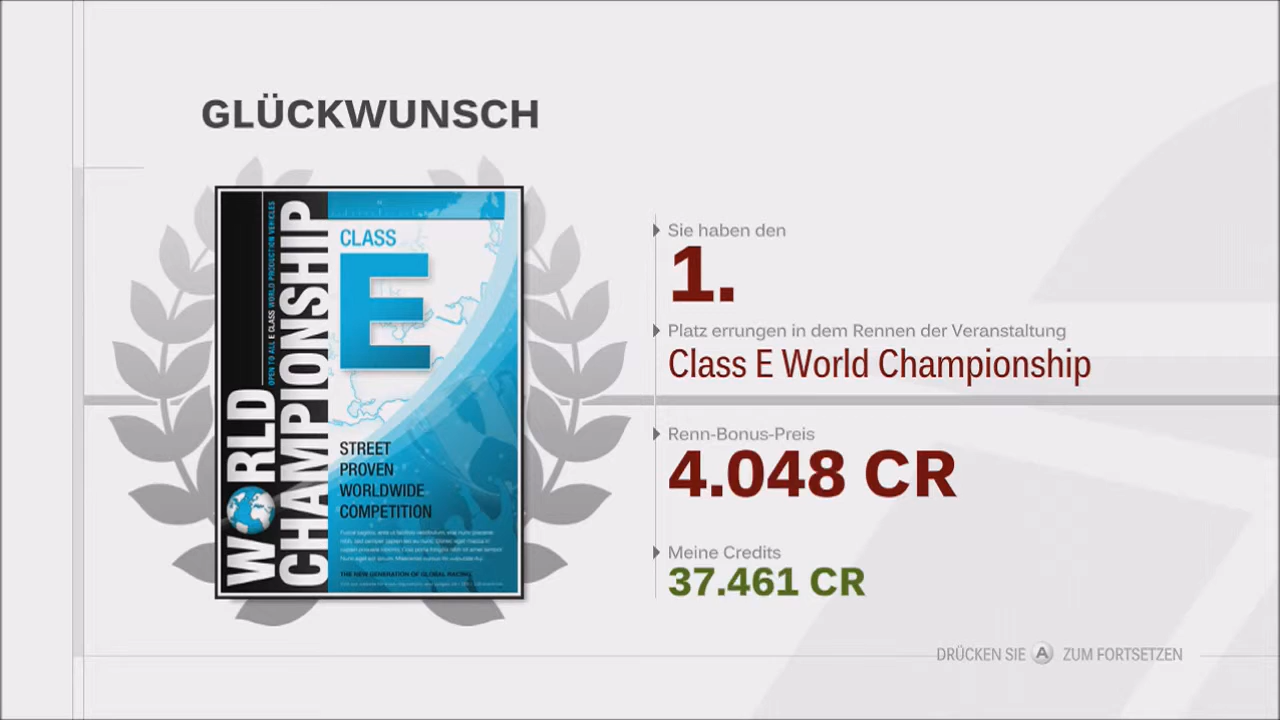 GLÜCKWUNSCH
WORLD
CHAMPIONSHIP
OPEN TO ALL E CLASS WORLD PRODUCTION VEHICLES
CLASS
E
STREET
PROVEN
WORLDWIDE
COMPETITION
THE NEW GENERATION OF GLOBAL RACING
Sie haben den
1.
Platz errungen in dem Rennen der Veranstaltung
Class E World Championship
Renn-Bonus-Preis
4.048 CR
Meine Credits
37.461 CR
DRÜCKEN SIE A ZUM FORTSETZEN